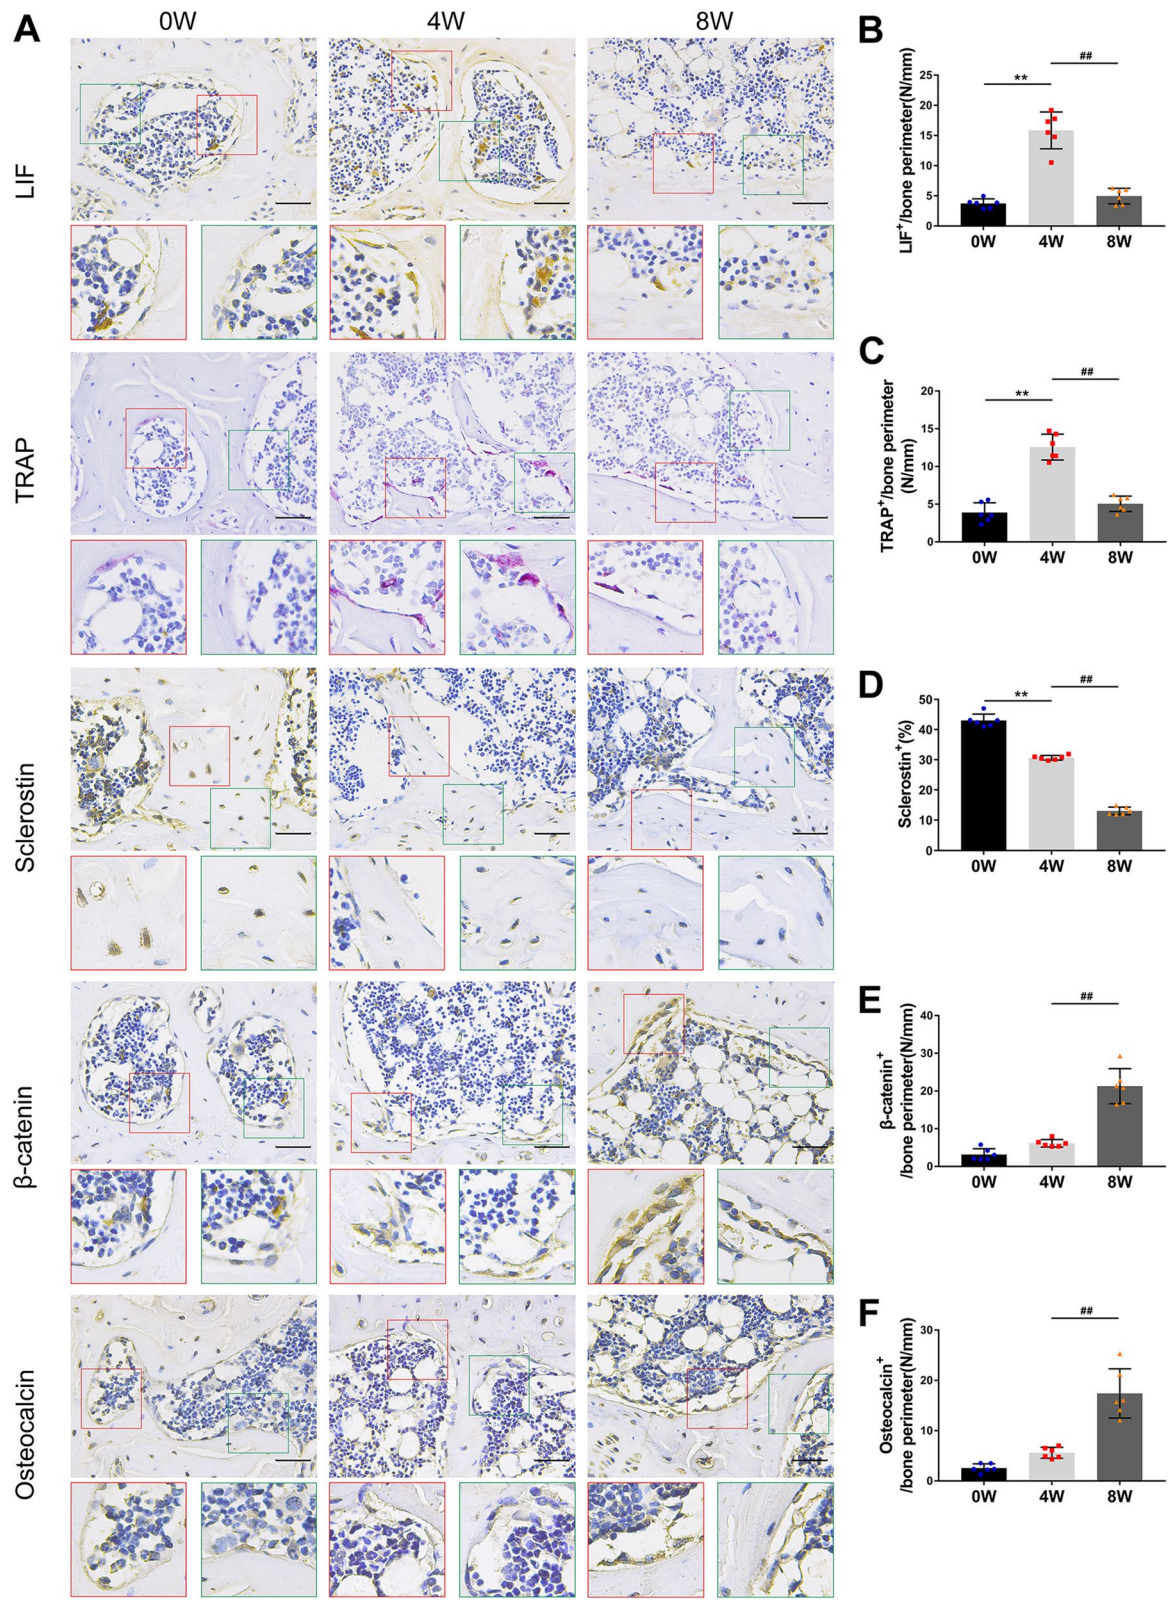 A
0W
4W
8W
LIF
TRAP
Sclerostin
β-catenin
Osteocalcin
B
LIF⁺/bone perimeter(N/mm)
25
20
15
10
5
0
**
##
0W
4W
8W
C
TRAP⁺/bone perimeter
(N/mm)
20
15
10
5
0
**
##
0W
4W
8W
D
Sclerostin⁺(%)
50
40
30
20
10
0
**
##
0W
4W
8W
E
β-catenin⁺
/bone perimeter(N/mm)
40
30
20
10
0
##
0W
4W
8W
F
Osteocalcin⁺
/bone perimeter(N/mm)
30
20
10
0
##
0W
4W
8W